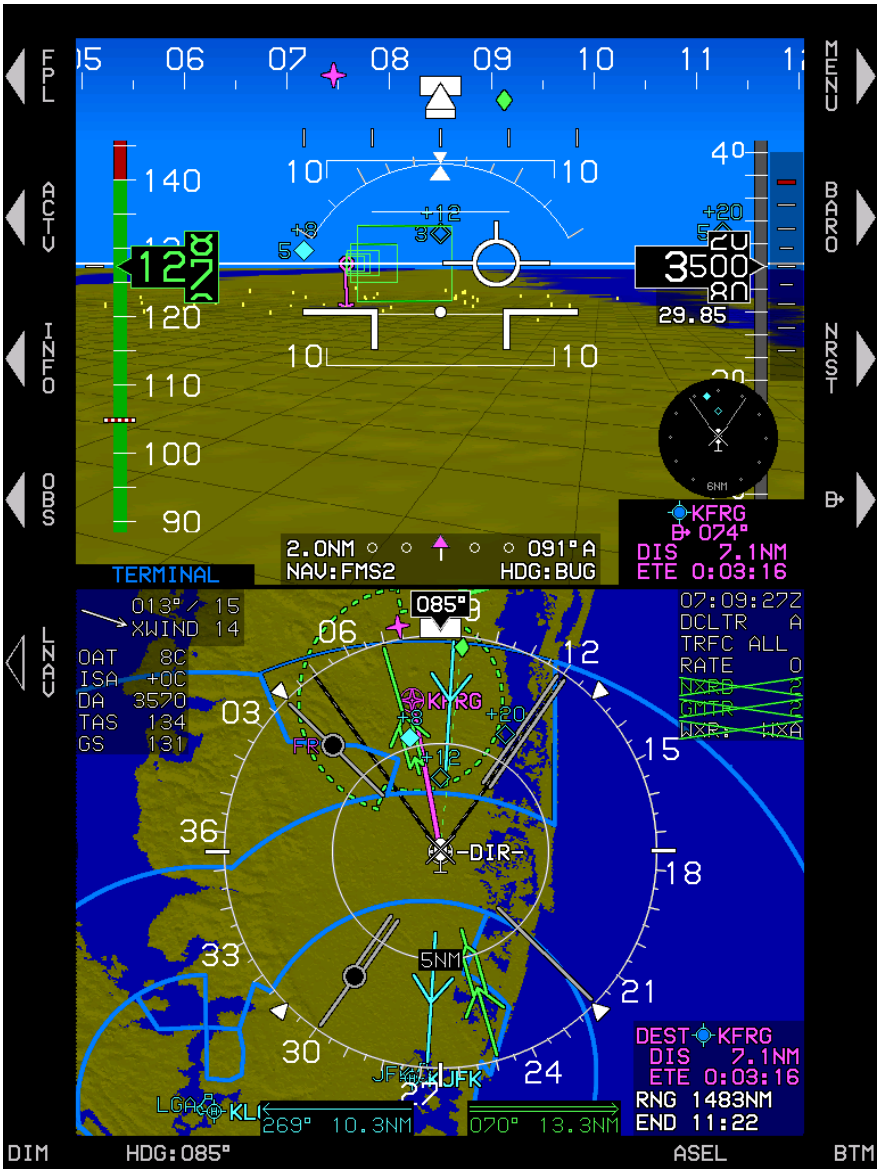 FPL
MENU
05 06 07 08 09 10 11
140
10 10
40
ACTV
BARO
+8
5
+12
3
+20
5
128
3500
120
29.85
INFO
NRST
10 10
110
100
6NM
OBS
90
KFRG
074°
DIS 7.1NM
ETE 0:03:16
2.0NM 091°A
NAV:FMS2 HDG:BUG
TERMINAL
LNAV
013°/ 15
XWIND 14
085°
07:09:27Z
DCLTR A
TRFC ALL
RATE 0
OAT 8C
ISA +0C
DA 3570
TAS 134
GS 131
06
12
03
KFRG
+8
+20
+12
FR
15
36
-DIR-
18
33
5NM
21
30
24
27
JFK KJFK
LGA
269° 10.3NM
070° 13.3NM
DEST KFRG
DIS 7.1NM
ETE 0:03:16
RNG 1483NM
END 11:22
DIM HDG:085° ASEL BTM